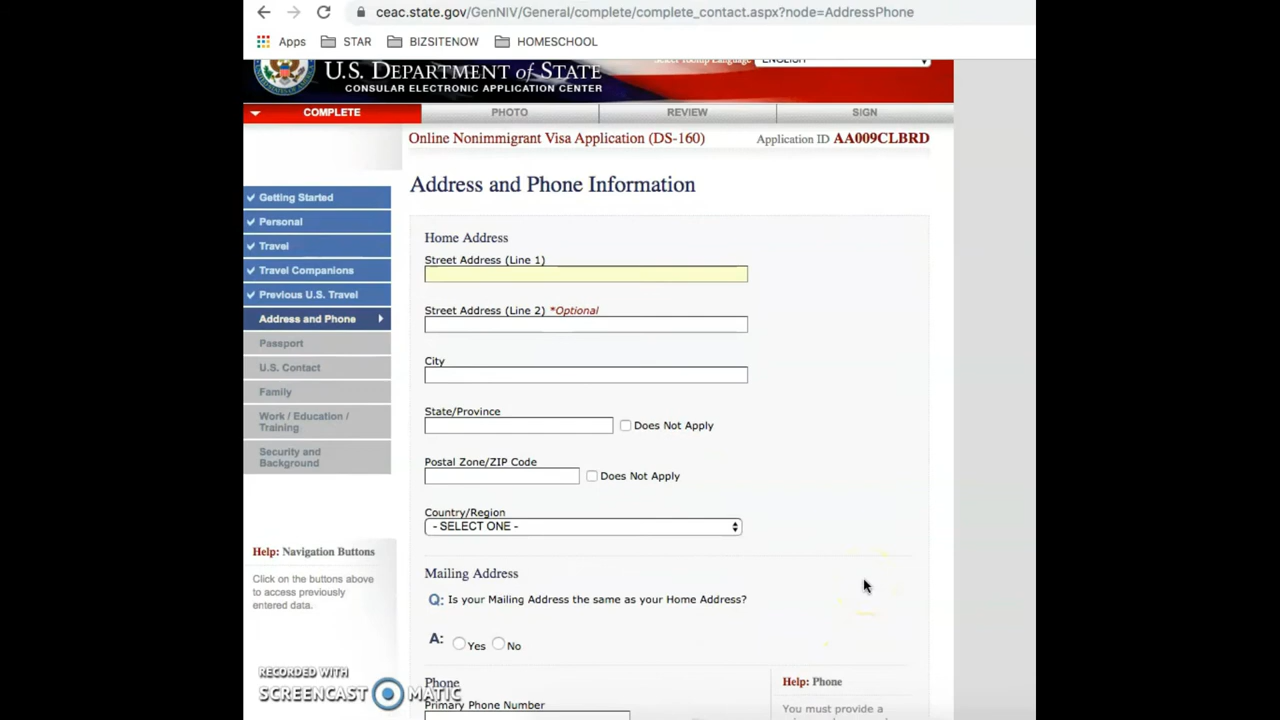 ceac.state.gov/GenNIV/General/complete/complete_contact.aspx?node=AddressPhone
Apps STAR BIZSITENOW HOMESCHOOL
Select Tooltip Language ENGLISH
U.S. DEPARTMENT of STATE
CONSULAR ELECTRONIC APPLICATION CENTER
COMPLETE PHOTO REVIEW SIGN
Online Nonimmigrant Visa Application (DS-160) Application ID AA009CLBRD
Address and Phone Information
Getting Started
Personal
Travel
Travel Companions
Previous U.S. Travel
Address and Phone
Passport
U.S. Contact
Family
Work / Education /
Training
Security and
Background
Home Address
Street Address (Line 1)
Street Address (Line 2) *Optional
City
State/Province
Does Not Apply
Postal Zone/ZIP Code
Does Not Apply
Country/Region
- SELECT ONE -
Mailing Address
Q: Is your Mailing Address the same as your Home Address?
A: Yes No
Phone
Primary Phone Number
Help: Navigation Buttons
Click on the buttons above
to access previously
entered data.
Help: Phone
You must provide a
RECORDED WITH
SCREENCAST MATIC